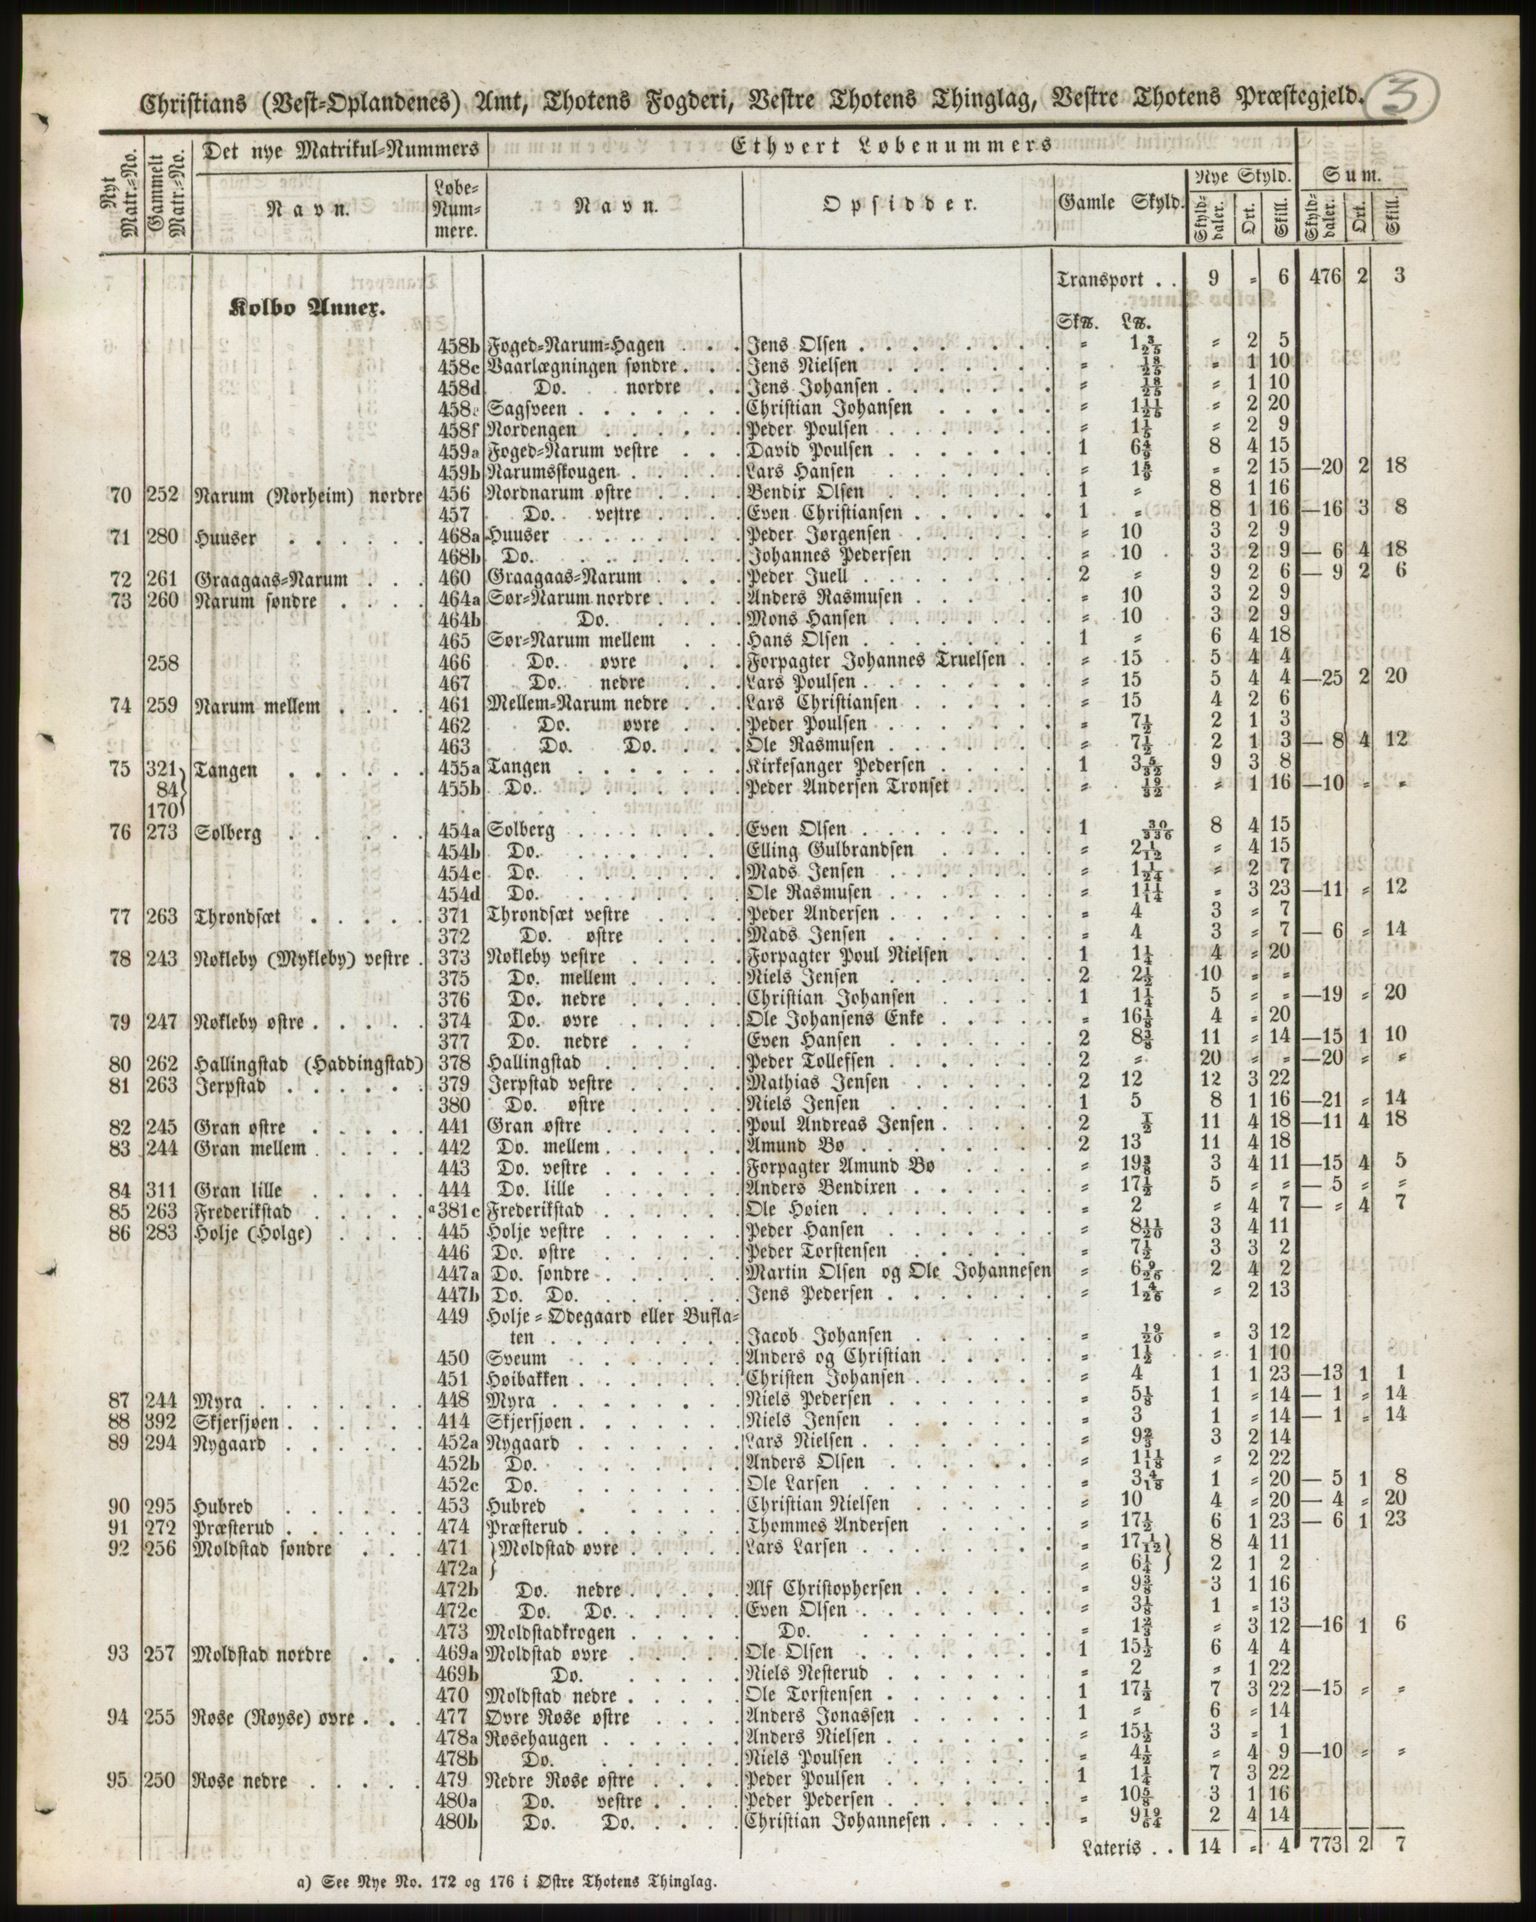 Christians (Vest=Oplandenes) Amt, Thotens Fogderi, Vestre Thotens Thinglag, Vestre Thotens Præstegjeld. 3
Det nye Matrikul=Nummers Ethvert Løbenummers
Nyt Matr.=No. Gammelt Matr.=No. Navn. Løbe=Num=mere. Navn. Opsidder. Gamle Skyld. Nye Skyld. Sum.
Skyld=daler. Ort. Skill. Skyld=daler. Ort. Skill.
Transport . . 9 = 6 476 2 3
Kolbo Annex.
Sk℔. L℔.
458b Foged=Narum=Hagen . . . Jens Olsen . . . . . . . = 1 3/25 = 2 5
458c Vaarlægningen søndre . . . Jens Nielsen . . . . . . = 18/25 = 1 10
458d Do. nordre . . Jens Johansen . . . . . . = 18/25 = 1 10
458e Sagsveen . . . . . . . Christian Johansen . . . . . = 1 11/25 = 2 20
458f Nordengen . . . . . . Peder Poulsen . . . . . . = 1 1/5 = 2 9
459a Foged=Narum vestre . . . David Poulsen . . . . . . 1 6 4/9 8 4 15
459b Narumsskougen . . . . . Lars Hansen . . . . . . = 1 5/9 = 2 15 —20 2 18
70 252 Narum (Norheim) nordre 456 Nordnarum østre . . . . Bendix Olsen . . . . . . 1 = 8 1 16
457 Do. vestre . . . . Even Christiansen . . . . . 1 = 8 1 16 —16 3 8
71 280 Huuser . . . . . . 468a Huuser . . . . . . . Peder Jørgensen . . . . . = 10 3 2 9
468b Do. . . . . . . . Johannes Pedersen . . . . . = 10 3 2 9 — 6 4 18
72 261 Graagaas=Narum . . . 460 Graagaas=Narum . . . . Peder Juell . . . . . . . 2 = 9 2 6 — 9 2 6
73 260 Narum søndre . . . . 464a Sør=Narum nordre . . . . Anders Rasmusen . . . . . = 10 3 2 9
464b Do. . . . . Mons Hansen . . . . . . = 10 3 2 9
465 Sør=Narum mellem . . . Hans Olsen . . . . . . . 1 = 6 4 18
258 466 Do. øvre . . . Forpagter Johannes Truelsen . . = 15 5 4 4
467 Do. nedre . . . Lars Poulsen . . . . . . . = 15 5 4 4 —25 2 20
74 259 Narum mellem . . . . 461 Mellem=Narum nedre . . . Lars Christiansen . . . . . = 15 4 2 6
462 Do. øvre . . . Peder Poulsen . . . . . . = 7 1/2 2 1 3
463 Do. Do. . . . Ole Rasmusen . . . . . . = 7 1/2 2 1 3 — 8 4 12
75 321 Tangen . . . . . . 455a Tangen . . . . . . . Kirkesanger Pedersen . . . . . 1 3 5/32 9 3 8
84 455b Do. . . . . . . . Peder Andersen Tronset . . . . = 19/32 = 1 16 —10 = =
170
76 273 Solberg . . . . . . 454a Solberg . . . . . . . Even Olsen . . . . . . . 1 30/336 8 4 15
454b Do. . . . . . . . Elling Gulbrandsen . . . . . = 2 1/12 = 4 15
454c Do. . . . . . . . Mads Jensen . . . . . . = 1 1/24 = 2 7
454d Do. . . . . . . . Ole Rasmusen . . . . . . = 1 11/14 = 3 23 —11 = 12
77 263 Throndsæt . . . . . 371 Throndsæt vestre . . . . Peder Andersen . . . . . . = 4 3 = 7
372 Do. østre . . . . Mads Jensen . . . . . . = 4 3 = 7 — 6 = 14
78 243 Nøkleby (Mykleby) vestre . 373 Nøkleby vestre . . . . . Forpagter Poul Nielsen . . . . 1 1 1/4 4 = 20
375 Do. mellem . . . . . Niels Jensen . . . . . . 2 2 1/2 10 = =
376 Do. nedre . . . . . Christian Johansen . . . . . 1 1 1/4 5 = = —19 = 20
79 247 Nøkleby østre . . . . . 374 Do. øvre . . . . . Ole Johansens Enke . . . . . = 16 1/8 4 = 20
377 Do. nedre . . . . . Even Hansen . . . . . . 2 8 3/8 11 = 14 —15 1 10
80 262 Hallingstad (Haddingstad) 378 Hallingstad . . . . . . Peder Tollefsen . . . . . . 2 = 20 = = —20 = =
81 263 Jerpstad . . . . . . 379 Jerpstad vestre . . . . . Mathias Jensen . . . . . . 2 12 12 3 22
380 Do. østre . . . . . Niels Jensen . . . . . . 1 5 8 1 16 —21 = 14
82 245 Gran østre . . . . . 441 Gran østre . . . . . . Poul Andreas Jensen . . . . . 2 1/2 11 4 18 —11 4 18
83 244 Gran mellem . . . . . 442 Do. mellem . . . . . . Amund Bø . . . . . . . 2 13 11 4 18
443 Do. vestre . . . . . . Forpagter Amund Bø . . . . = 19 3/8 3 4 11 —15 4 5
84 311 Gran lille . . . . . 444 Do. lille . . . . . . Anders Bendixen . . . . . = 17 1/2 5 = = — 5 = =
85 263 Frederikstad . . . . . a 381c Frederikstad . . . . . . Ole Høien . . . . . . . = 2 = 4 7 — = 4 7
86 283 Holje (Holge) . . . . 445 Holje vestre . . . . . . Peder Hansen . . . . . . = 8 11/20 3 4 11
446 Do. østre . . . . . . Peder Torstensen . . . . . = 7 1/2 3 3 2
447a Do. søndre . . . . . . Martin Olsen og Ole Johannesen = 6 9/26 2 4 2
447b Do. Do. . . . . . . Jens Pedersen . . . . . . = 1 4/26 = 2 13
449 Holje=Ødegaard eller Bufla=
ten . . . . . . . Jacob Johansen . . . . . . = 19/20 = 3 12
450 Sveum . . . . . . . Anders og Christian . . . . . = 1 1/2 = 1 10
451 Høibakken . . . . . . Christen Johansen . . . . . = 4 1 1 23 —13 1 1
87 244 Myra . . . . . . . 448 Myra . . . . . . . . Niels Pedersen . . . . . . = 5 1/8 1 = 14 — 1 = 14
88 392 Skjersjøen . . . . . . 414 Skjersjøen . . . . . . . Niels Jensen . . . . . . = 3 1 = 14 — 1 = 14
89 294 Nygaard . . . . . . 452a Nygaard . . . . . . . Lars Nielsen . . . . . . . = 9 2/3 3 2 14
452b Do. . . . . . . . Anders Olsen . . . . . . = 1 11/18 = 2 22
452c Do. . . . . . . . Ole Larsen . . . . . . . = 3 4/18 1 = 20 — 5 1 8
90 295 Hubred . . . . . . 453 Hubred . . . . . . Christian Nielsen . . . . . = 10 4 = 20 — 4 = 20
91 272 Præsterud . . . . . . 474 Præsterud . . . . . . . Thommes Andersen . . . . . = 17 1/2 6 1 23 — 6 1 23
92 256 Moldstad søndre . . . 471 Moldstad øvre . . . . . Lars Larsen . . . . . . . = 17 1/12 8 4 11
472a = 6 1/4 2 1 2
472b Do. nedre . . . . . Alf Christophersen . . . . . = 9 3/8 3 1 16
472c Do. Do. . . . . . Even Olsen . . . . . . . = 3 1/8 1 = 13
473 Moldstadkrogen . . . . . Do. . . . . . . . = 1 2/3 = 3 12 —16 1 6
93 257 Moldstad nordre . . . 469a Moldstad øvre . . . . . Ole Olsen . . . . . . . 1 15 1/2 6 4 4
469b Do. . . . . . Niels Nesterud . . . . . . = 2 = 1 22
470 Moldstad nedre . . . . . Ole Torstensen . . . . . . 1 17 1/2 7 3 22 —15 = =
94 255 Røse (Røyse) øvre . . . 477 Øvre Røse østre . . . . Anders Jonassen . . . . . 1 = 6 = 14
478a Røsehaugen . . . . . . Anders Nielsen . . . . . . = 15 1/2 3 = 1
478b Do. . . . . . . Niels Poulsen . . . . . . = 4 1/2 = 4 9 —10 = =
95 250 Røse nedre . . . . . 479 Nedre Røse østre . . . . Peder Poulsen . . . . . . 1 1 1/4 7 3 22
480a Do. vestre . . . . Peder Pedersen . . . . . . = 10 5/8 3 1 16
480b Do. Do. . . . . Christian Johannesen . . . . . = 9 19/64 2 4 14
Lateris . . 14 = 4 773 2 7
a) See Nye No. 172 og 176 i Østre Thotens Thinglag.